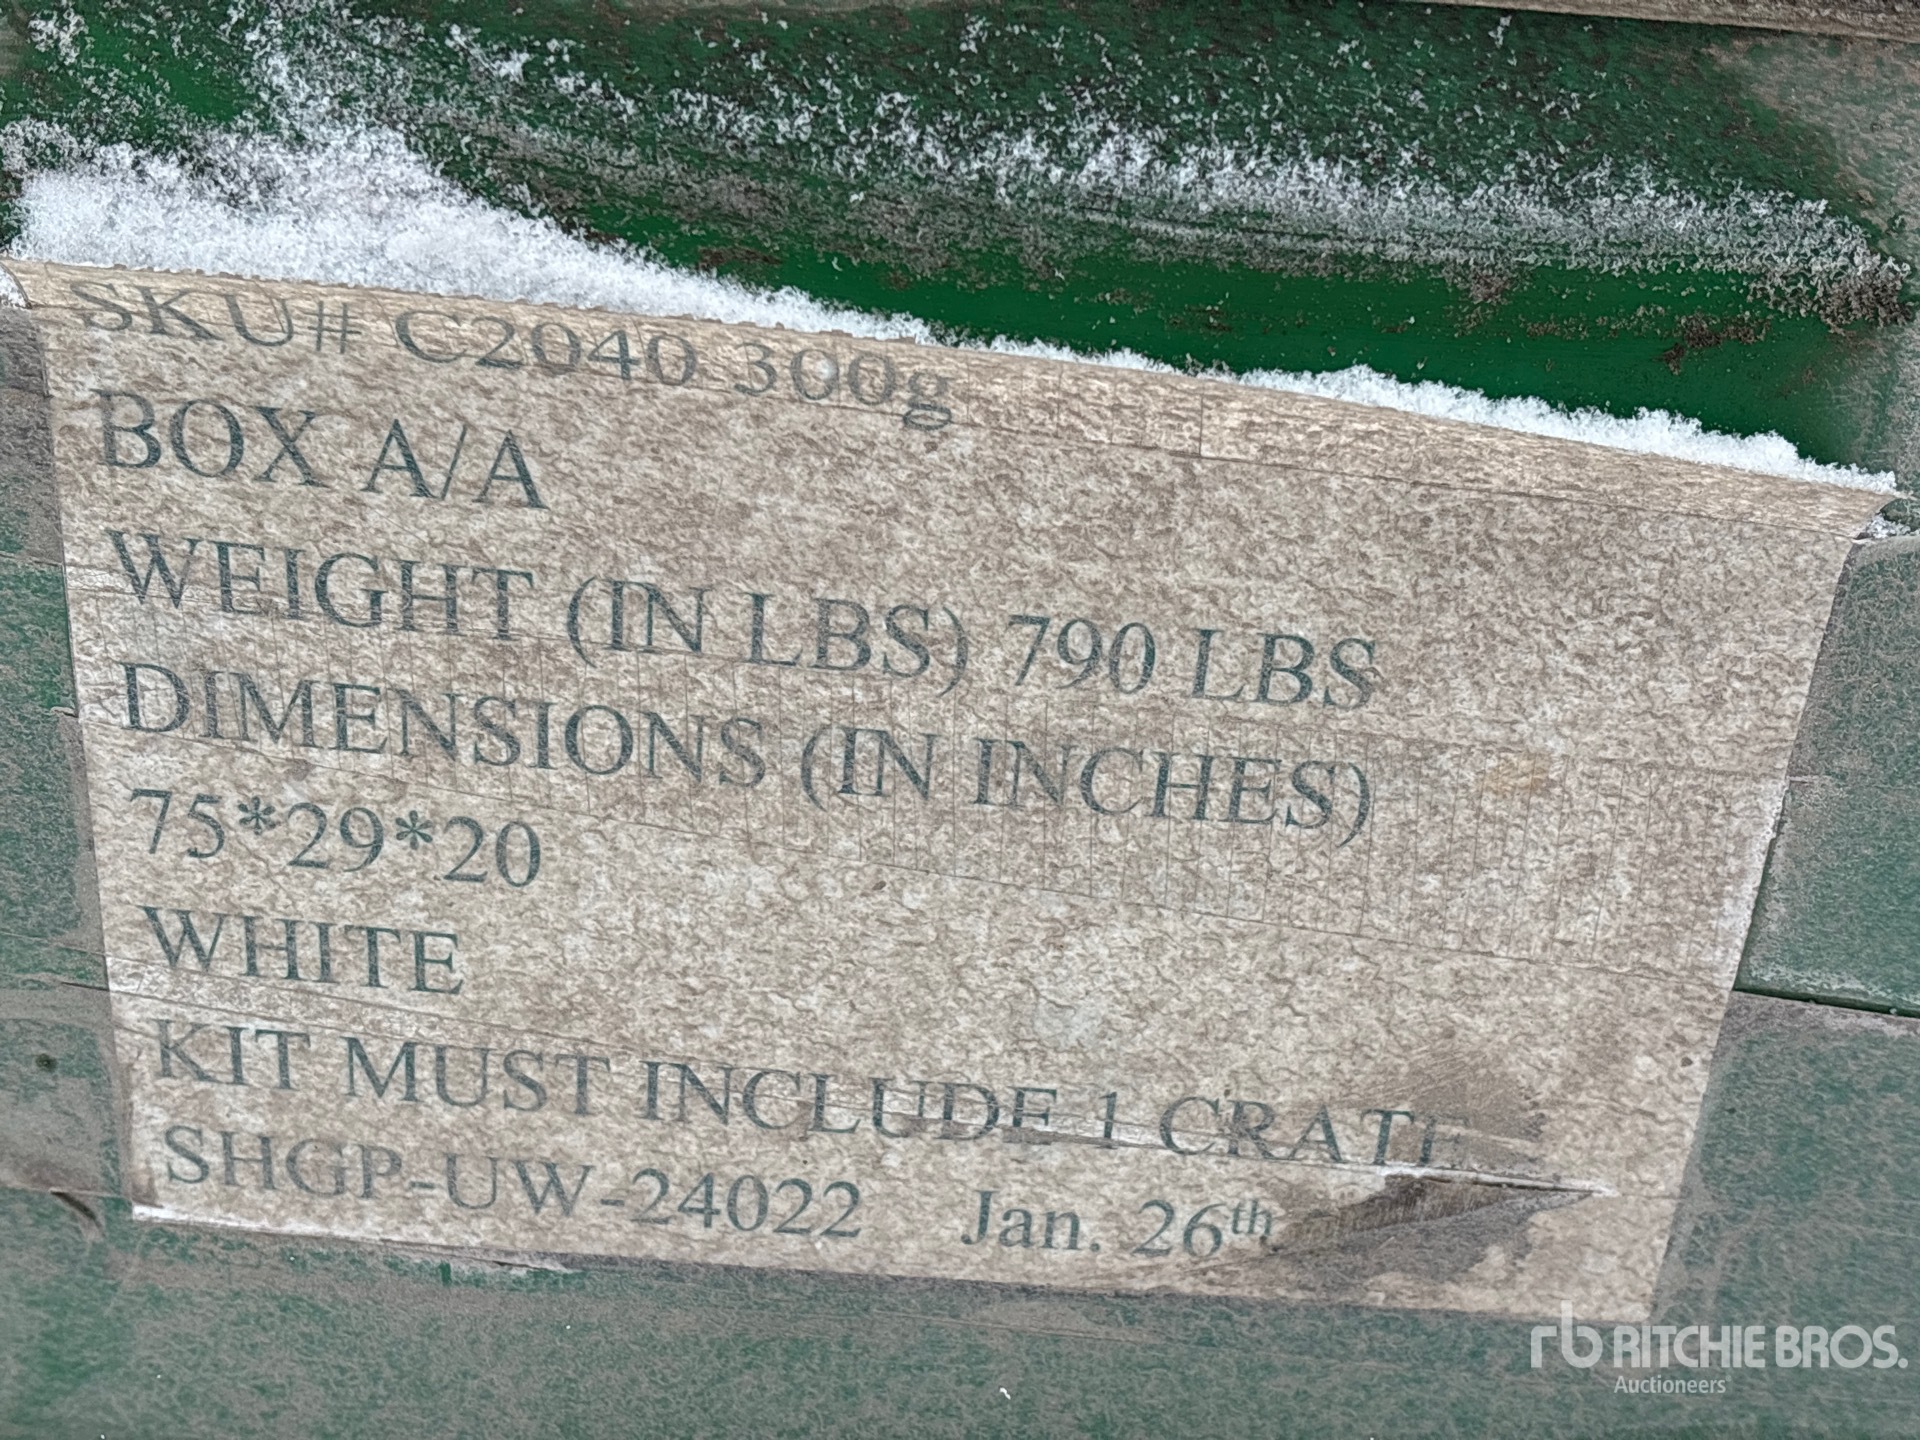 SKU# C2040 300g
BOX A/A
WEIGHT (IN LBS) 790 LBS
DIMENSIONS (IN INCHES)
75*29*20
WHITE
KIT MUST INCLUDE 1 CRATE
SHGP-UW-24022 Jan. 26th
rb RITCHIE BROS.
Auctioneers